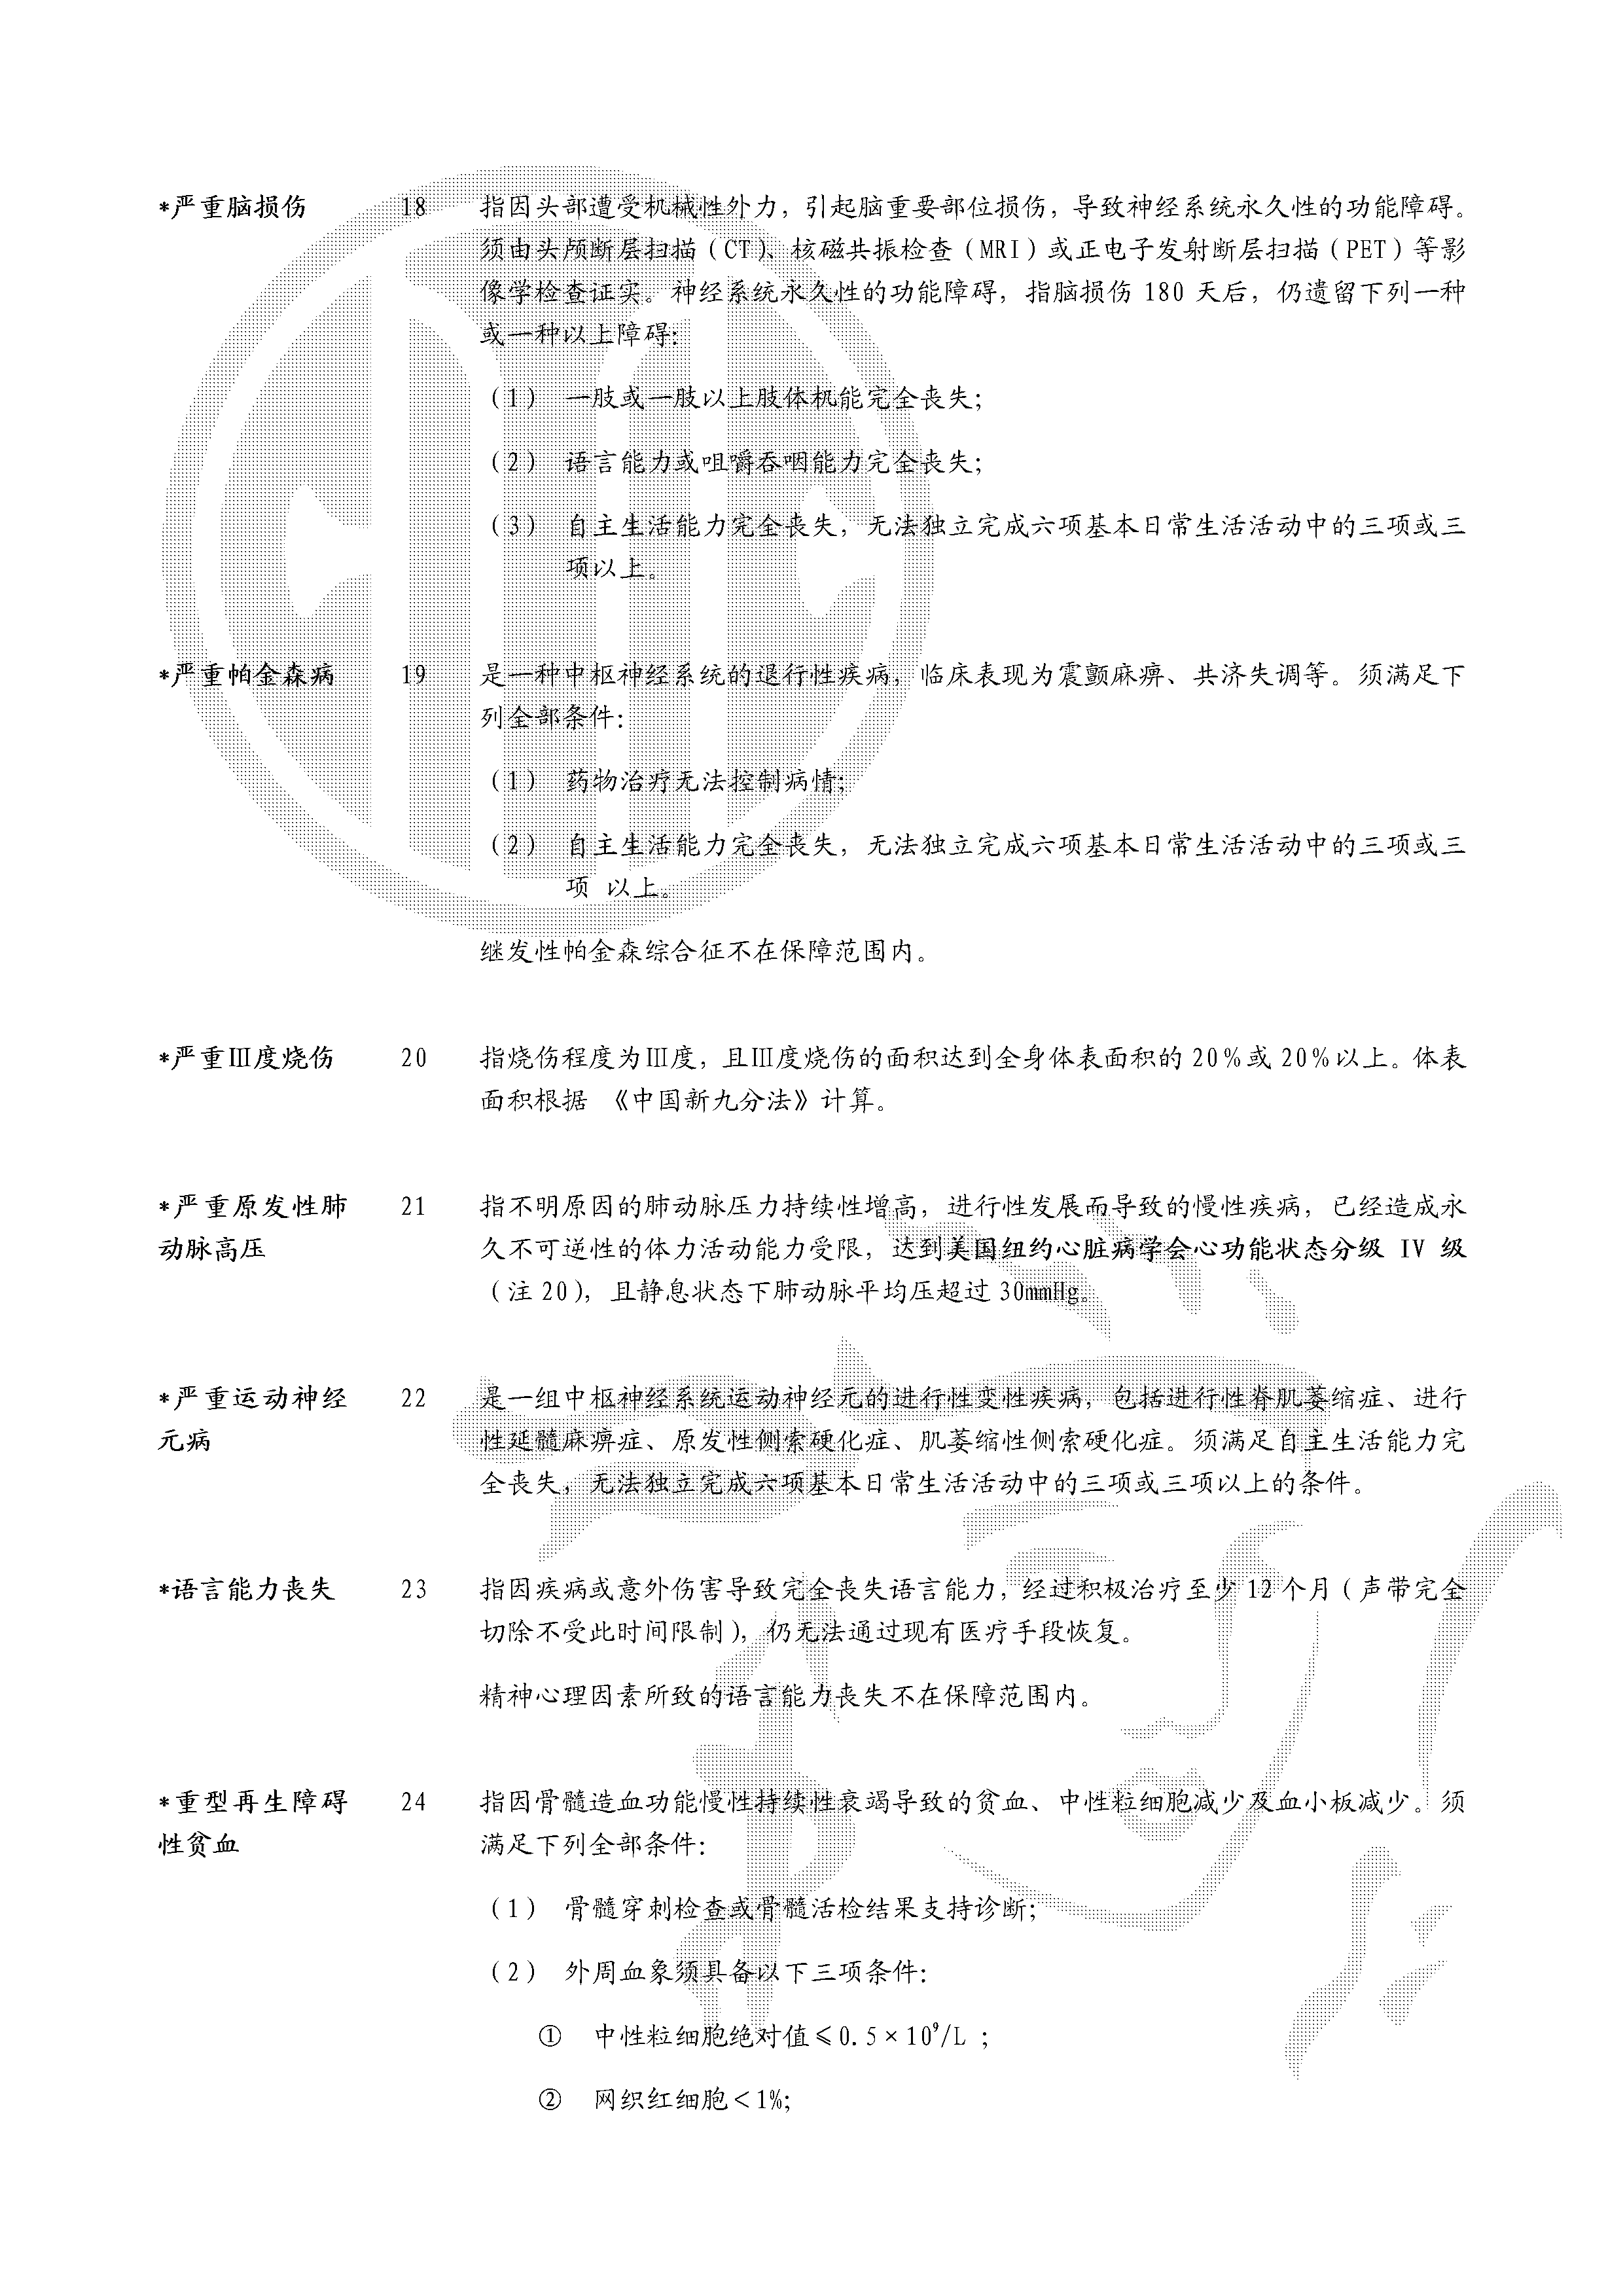 *严重脑损伤 18 指因头部遭受机械性外力，引起脑重要部位损伤，导致神经系统永久性的功能障碍。
须由头颅断层扫描（CT）、核磁共振检查（MRI）或正电子发射断层扫描（PET）等影
像学检查证实。神经系统永久性的功能障碍，指脑损伤 180 天后，仍遗留下列一种
或一种以上障碍：
（1） 一肢或一肢以上肢体机能完全丧失；
（2） 语言能力或咀嚼吞咽能力完全丧失；
（3） 自主生活能力完全丧失，无法独立完成六项基本日常生活活动中的三项或三
项以上。
*严重帕金森病 19 是一种中枢神经系统的退行性疾病，临床表现为震颤麻痹、共济失调等。须满足下
列全部条件：
（1） 药物治疗无法控制病情；
（2） 自主生活能力完全丧失，无法独立完成六项基本日常生活活动中的三项或三
项 以上。
继发性帕金森综合征不在保障范围内。
*严重Ⅲ度烧伤 20 指烧伤程度为Ⅲ度，且Ⅲ度烧伤的面积达到全身体表面积的 20%或 20%以上。体表
面积根据 《中国新九分法》计算。
*严重原发性肺 21 指不明原因的肺动脉压力持续性增高，进行性发展而导致的慢性疾病，已经造成永
动脉高压 久不可逆性的体力活动能力受限，达到美国纽约心脏病学会心功能状态分级 IV 级
（注 20），且静息状态下肺动脉平均压超过 30mmHg。
*严重运动神经 22 是一组中枢神经系统运动神经元的进行性变性疾病，包括进行性脊肌萎缩症、进行
元病 性延髓麻痹症、原发性侧索硬化症、肌萎缩性侧索硬化症。须满足自主生活能力完
全丧失，无法独立完成六项基本日常生活活动中的三项或三项以上的条件。
*语言能力丧失 23 指因疾病或意外伤害导致完全丧失语言能力，经过积极治疗至少 12 个月（声带完全
切除不受此时间限制），仍无法通过现有医疗手段恢复。
精神心理因素所致的语言能力丧失不在保障范围内。
*重型再生障碍 24 指因骨髓造血功能慢性持续性衰竭导致的贫血、中性粒细胞减少及血小板减少。须
性贫血 满足下列全部条件：
（1） 骨髓穿刺检查或骨髓活检结果支持诊断；
（2） 外周血象须具备以下三项条件：
① 中性粒细胞绝对值≤0.5×10⁹/L ；
② 网织红细胞＜1%；